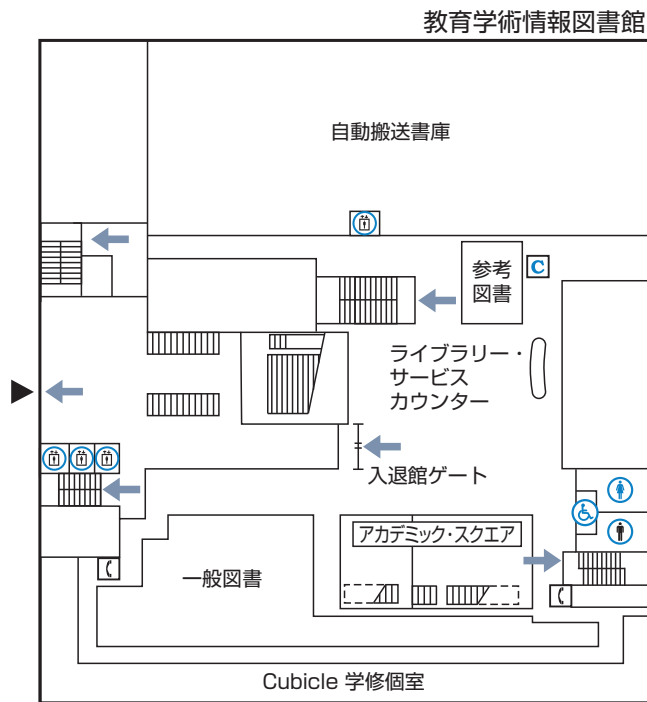 教育学術情報図書館
自動搬送書庫
参考
図書
C
ライブラリー・
サービス
カウンター
入退館ゲート
アカデミック・スクエア
一般図書
Cubicle 学修個室